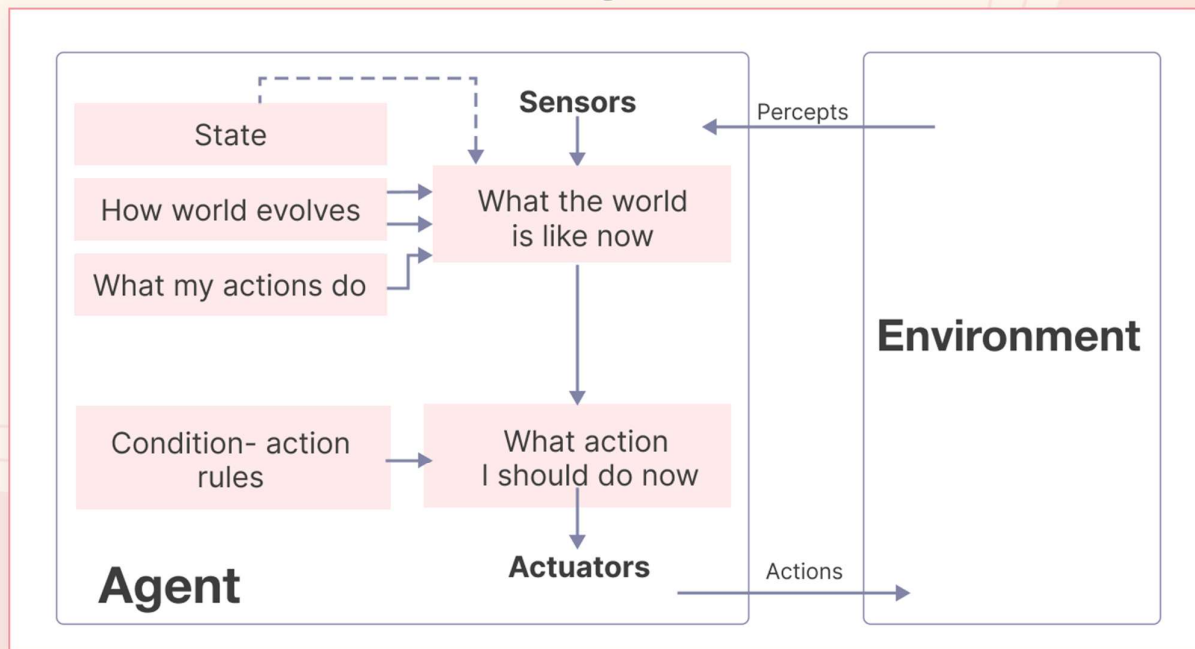 Sensors
Percepts
State
How world evolves
What the world
is like now
What my actions do
Environment
Condition- action
rules
What action
I should do now
Agent
Actuators
Actions